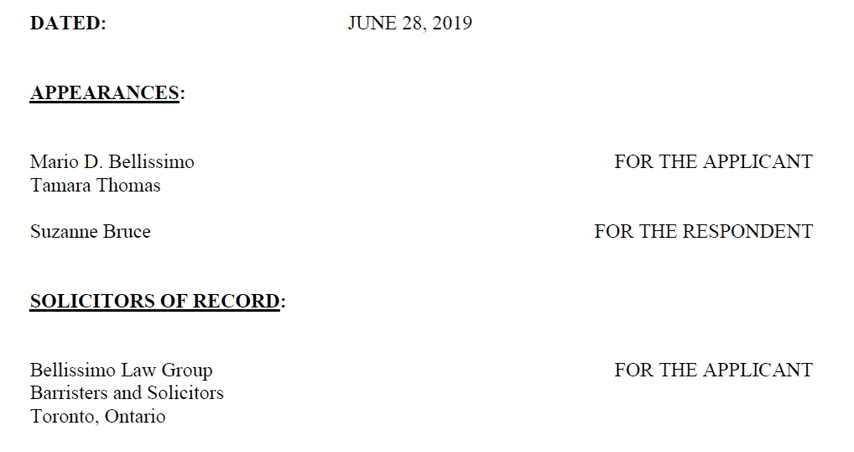 DATED: JUNE 28, 2019
APPEARANCES:
Mario D. Bellissimo FOR THE APPLICANT
Tamara Thomas
Suzanne Bruce FOR THE RESPONDENT
SOLICITORS OF RECORD:
Bellissimo Law Group FOR THE APPLICANT
Barristers and Solicitors
Toronto, Ontario